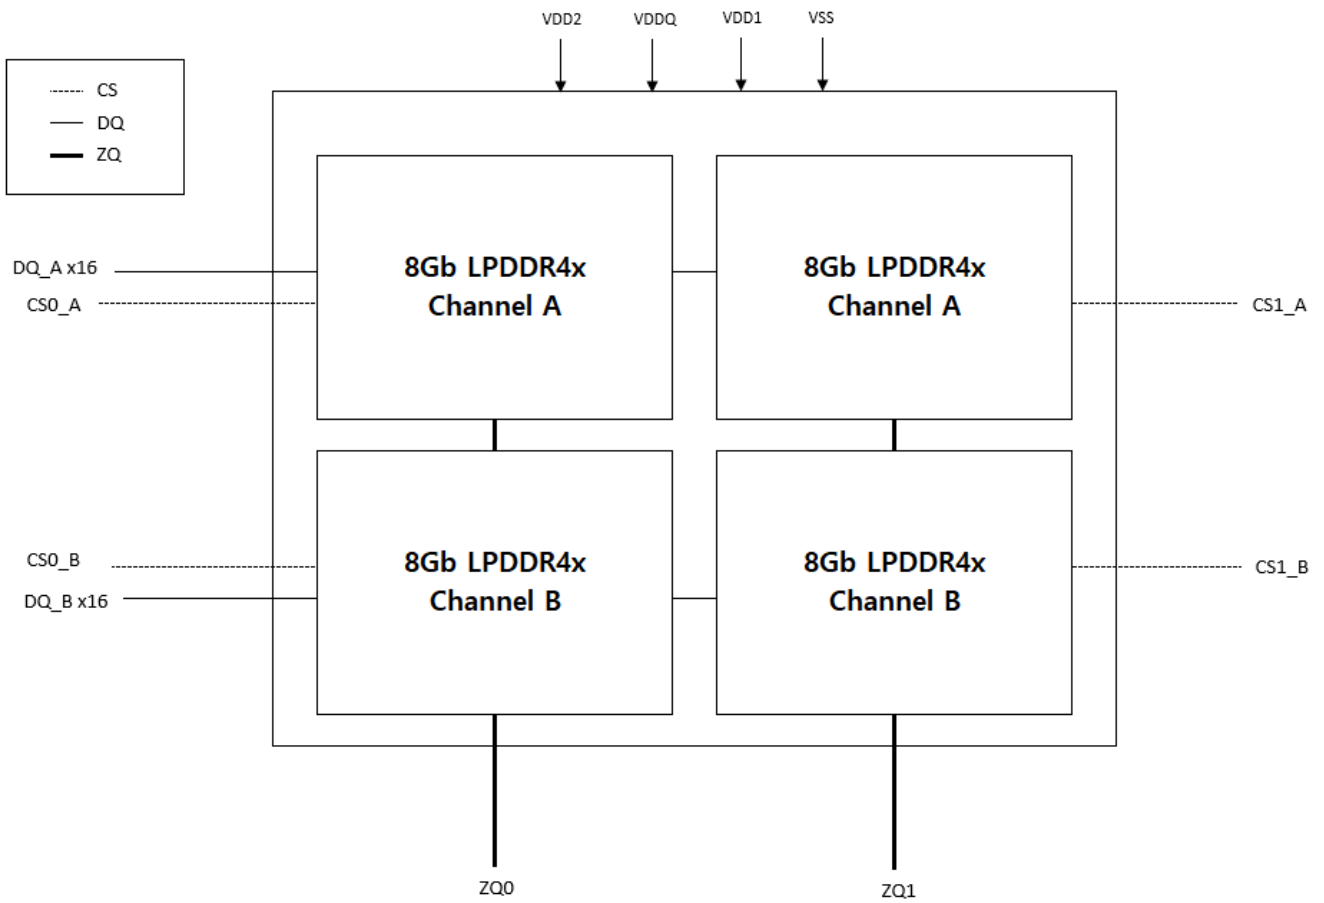 VDD2
VDDQ
VDD1
VSS
CS
DQ
ZQ
DQ_A x16
CS0_A
8Gb LPDDR4x
Channel A
8Gb LPDDR4x
Channel A
CS1_A
CS0_B
DQ_B x16
8Gb LPDDR4x
Channel B
8Gb LPDDR4x
Channel B
CS1_B
ZQ0
ZQ1